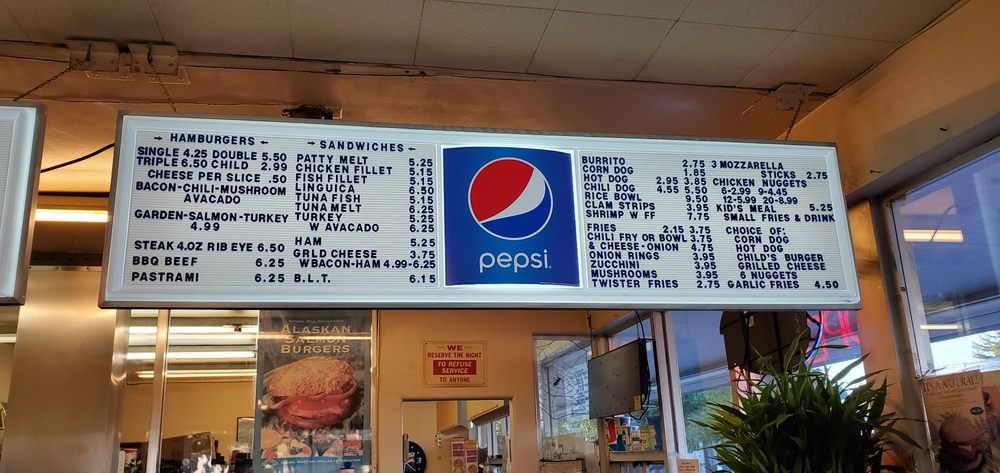 → HAMBURGERS ←
SINGLE 4.25 DOUBLE 5.50
TRIPLE 6.50 CHILD 2.99
CHEESE PER SLICE .50
BACON-CHILI-MUSHROOM
AVACADO
GARDEN-SALMON-TURKEY
4.99
STEAK 4.OZ RIB EYE 6.50
BBQ BEEF 6.25
PASTRAMI 6.25
→ SANDWICHES ←
PATTY MELT 5.25
CHICKEN FILLET 5.15
FISH FILLET 5.15
LINGUICA 6.50
TUNA FISH 5.15
TUNA MELT 6.25
TURKEY 5.25
W AVACADO 6.25
HAM 5.25
GRLD CHEESE 3.75
WBACON-HAM 4.99-6.25
B.L.T. 6.15
pepsi
BURRITO 2.75
CORN DOG 1.85
HOT DOG 2.95 3.85
CHILI DOG 4.55 5.50
RICE BOWL 9.50
CLAM STRIPS 3.95
SHRIMP W FF 7.75
FRIES 2.15 3.75
CHILI FRY OR BOWL 3.75
& CHEESE-ONION 4.75
ONION RINGS 3.95
ZUCCHINI 3.95
MUSHROOMS 3.95
TWISTER FRIES 2.75
3 MOZZARELLA
STICKS 2.75
CHICKEN NUGGETS
6-2.99 9-4.45
12-5.99 20-8.99
KID'S MEAL 5.25
SMALL FRIES & DRINK
CHOICE OF:
CORN DOG
HOT DOG
CHILD'S BURGER
GRILLED CHEESE
6 NUGGETS
GARLIC FRIES 4.50
ALASKAN
SALMON
BURGERS
WE
RESERVE THE RIGHT
TO REFUSE
SERVICE
TO ANYONE
IT'S A NATURAL!